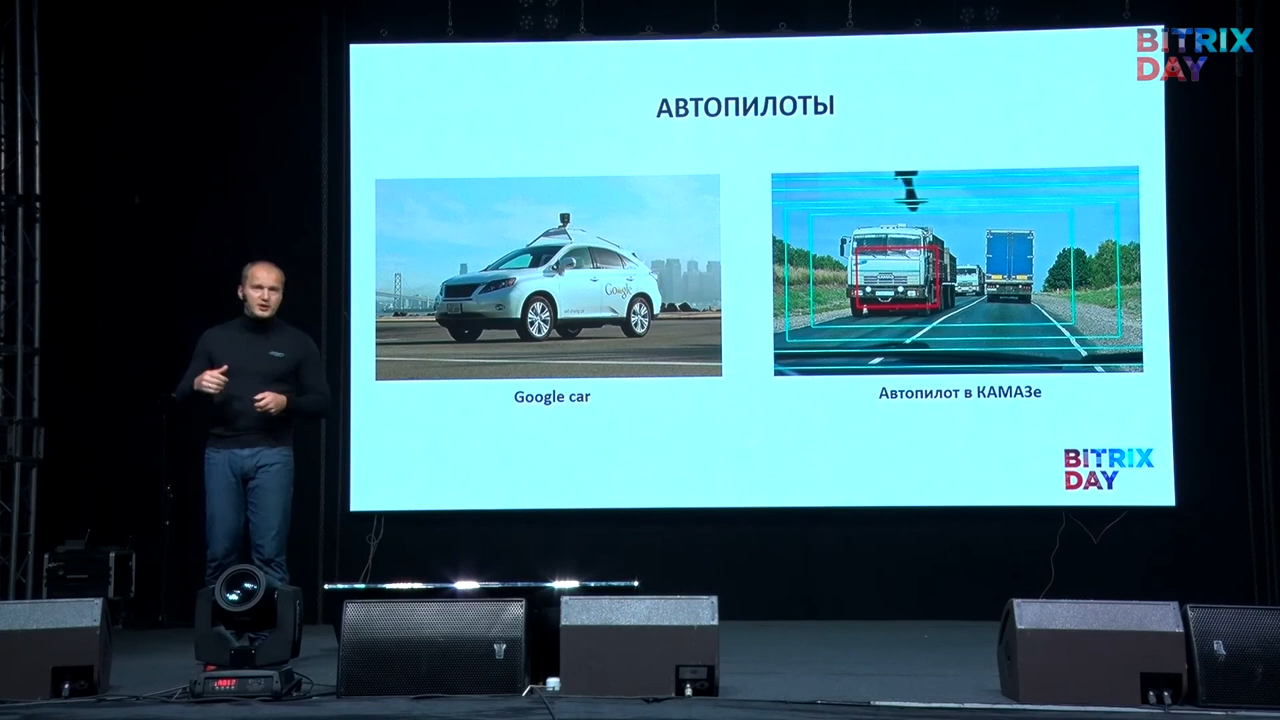 BITRIX
DAY
АВТОПИЛОТЫ
Google
Google car
Автопилот в КАМАЗе
BITRIX
DAY